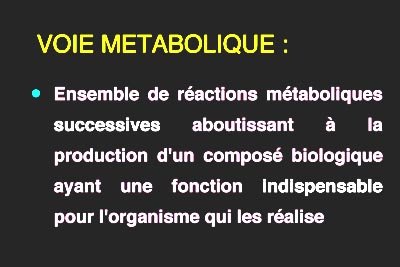 VOIE METABOLIQUE :
Ensemble de réactions métaboliques
successives aboutissant à la
production d'un composé biologique
ayant une fonction indispensable
pour l'organisme qui les réalise